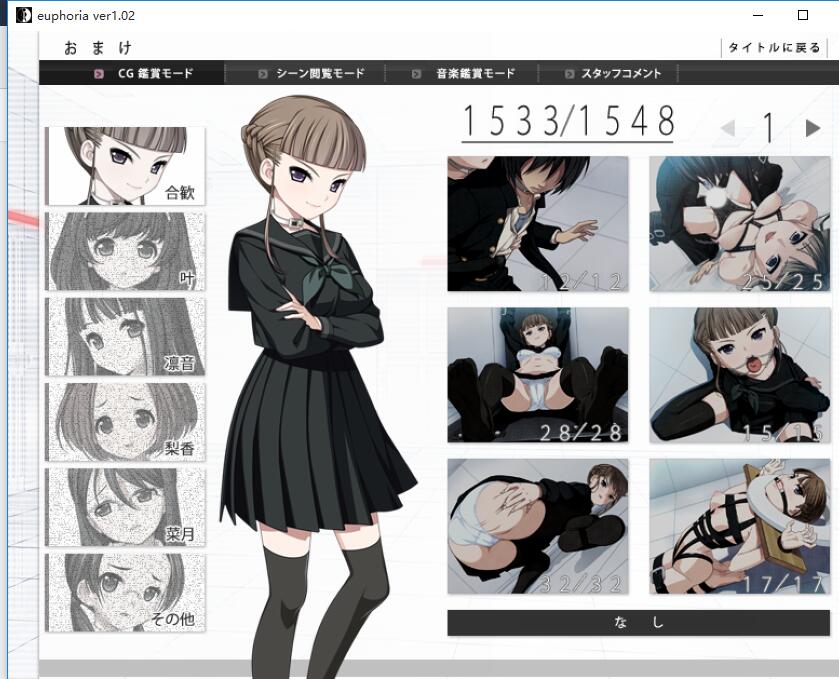 euphoria ver1.02
おまけ
タイトルに戻る
CG 鑑賞モード
シーン閲覧モード
音楽鑑賞モード
スタッフコメント
1533/1548
1
合歓
叶
凛音
梨香
菜月
その他
12/12
25/25
28/28
15/15
32/32
17/17
なし